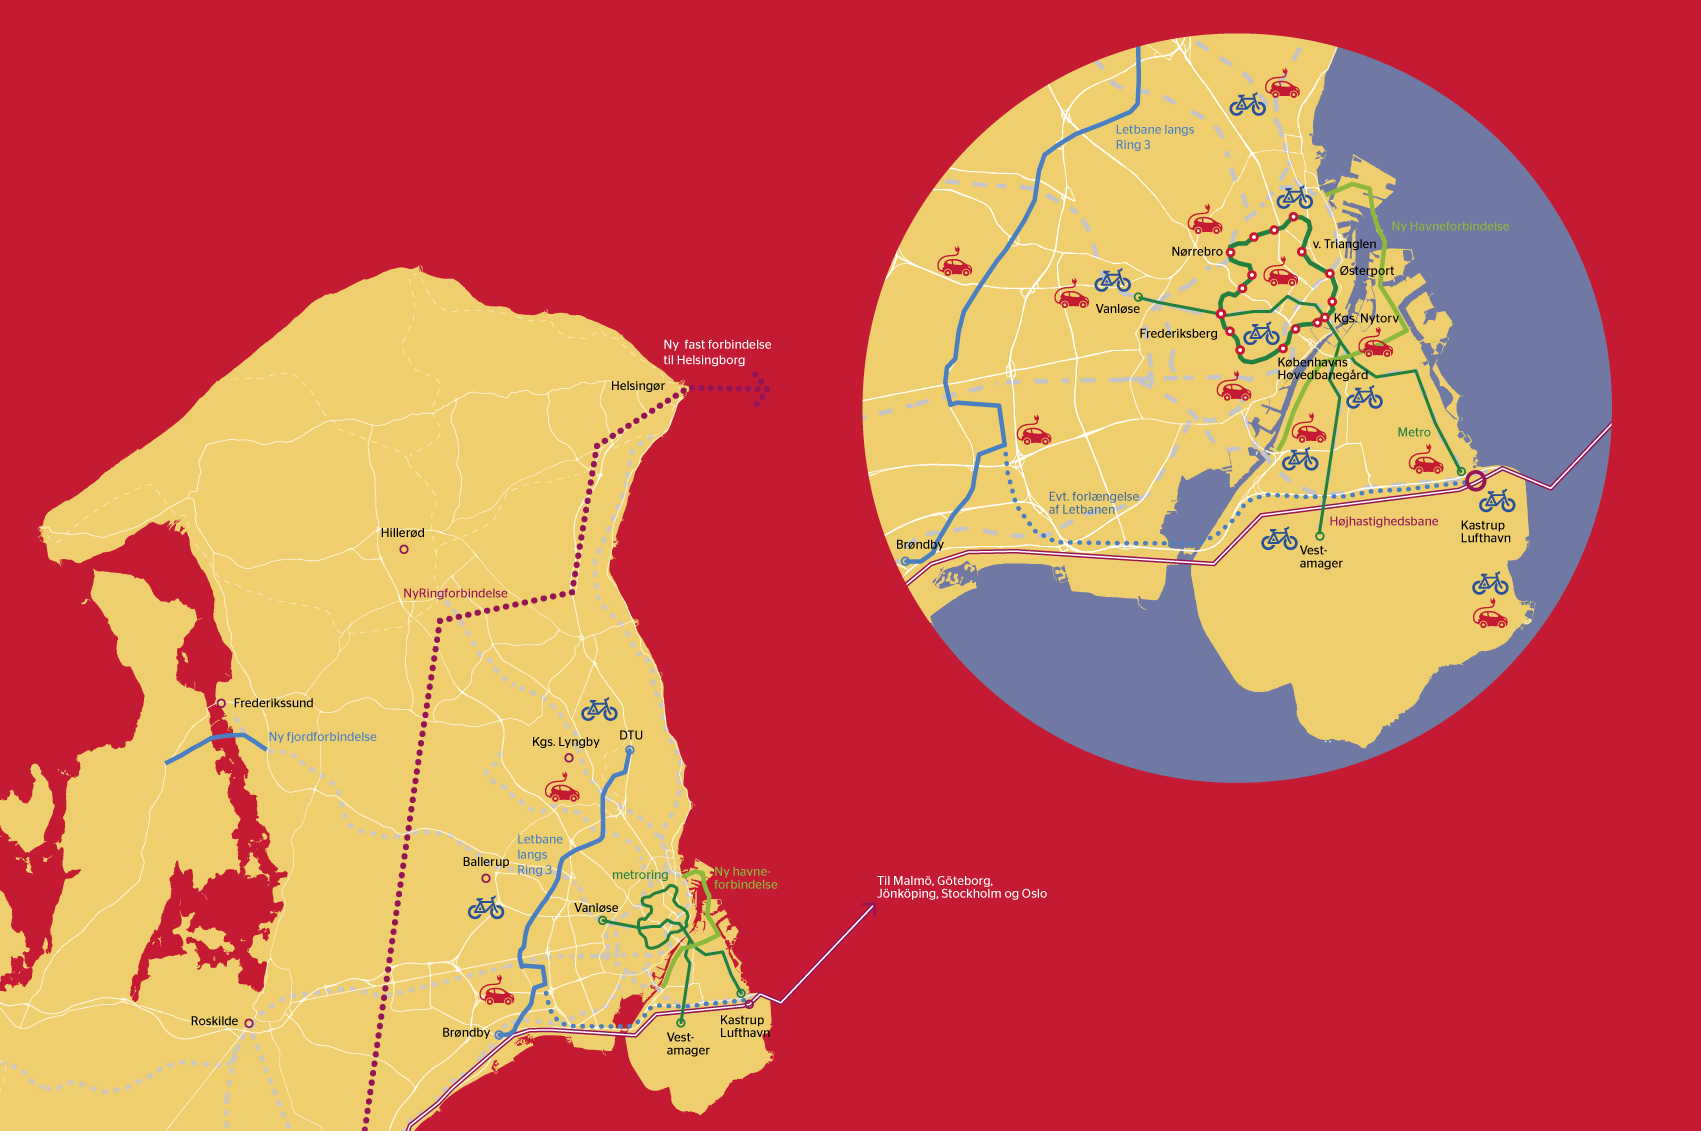 Ny fast forbindelse
til Helsingborg
Helsingør
Hillerød
NyRingforbindelse
Frederikssund
Ny fjordforbindelse
Kgs. Lyngby
DTU
Letbane
langs
Ring 3
Ballerup
metroring
Ny havne-
forbindelse
Vanløse
Roskilde
Brøndby
Vest-
amager
Kastrup
Lufthavn
Til Malmö, Göteborg,
Jönköping, Stockholm og Oslo
Letbane langs
Ring 3
Ny Havneforbindelse
Nørrebro
v. Trianglen
Østerport
Vanløse
Frederiksberg
Kgs. Nytorv
Københavns
Hovedbanegård
Metro
Evt. forlængelse
af Letbanen
Højhastighedsbane
Kastrup
Lufthavn
Brøndby
Vest-
amager